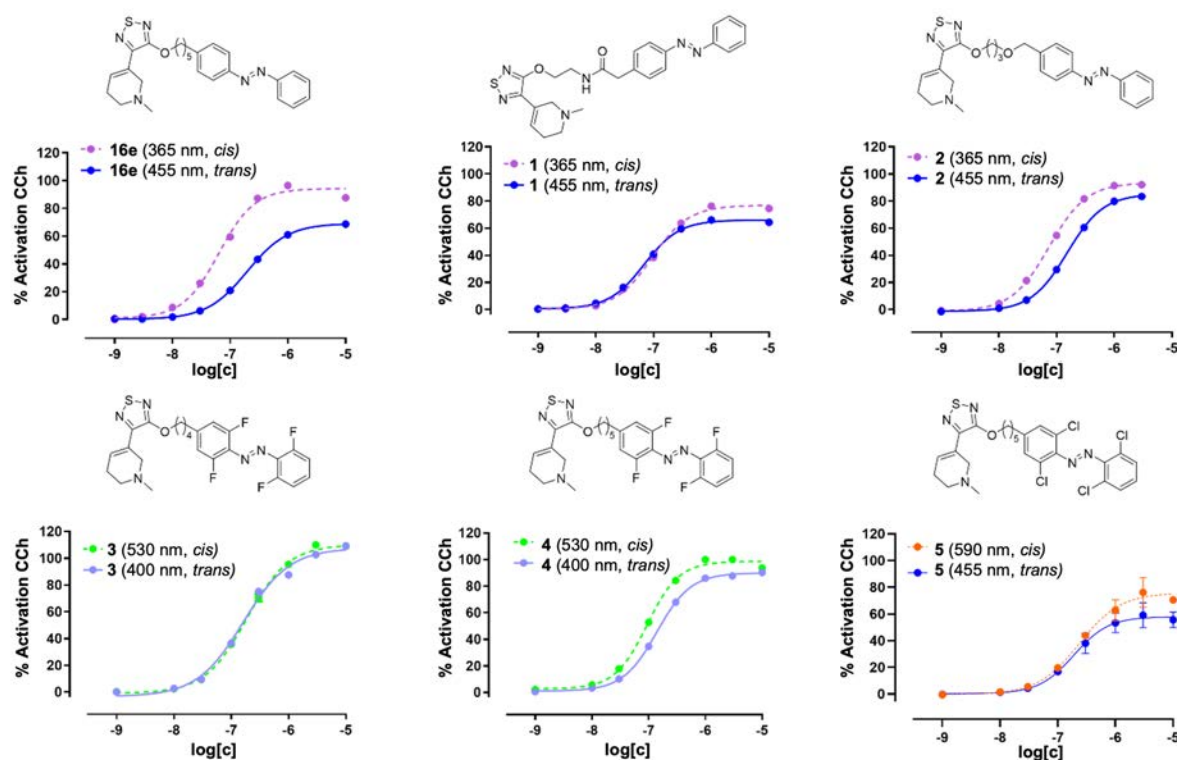 S
N
N
O
( )5
N
N
N
O
S
N
N
O
N
H
N
N
N
S
N
N
O
( )3
O
N
N
N
16e (365 nm, cis)
16e (455 nm, trans)
% Activation CCh
120
100
80
60
40
20
0
-9
-8
-7
-6
-5
log[c]
1 (365 nm, cis)
1 (455 nm, trans)
% Activation CCh
120
100
80
60
40
20
0
-9
-8
-7
-6
-5
log[c]
2 (365 nm, cis)
2 (455 nm, trans)
% Activation CCh
120
100
80
60
40
20
0
-9
-8
-7
-6
-5
log[c]
S
N
N
O
( )4
F
N
N
F
F
F
N
S
N
N
O
( )5
F
N
N
F
F
F
N
S
N
N
O
( )5
Cl
N
N
Cl
Cl
Cl
N
3 (530 nm, cis)
3 (400 nm, trans)
% Activation CCh
120
100
80
60
40
20
0
-9
-8
-7
-6
-5
log[c]
4 (530 nm, cis)
4 (400 nm, trans)
% Activation CCh
120
100
80
60
40
20
0
-9
-8
-7
-6
-5
log[c]
5 (590 nm, cis)
5 (455 nm, trans)
% Activation CCh
120
100
80
60
40
20
0
-9
-8
-7
-6
-5
log[c]